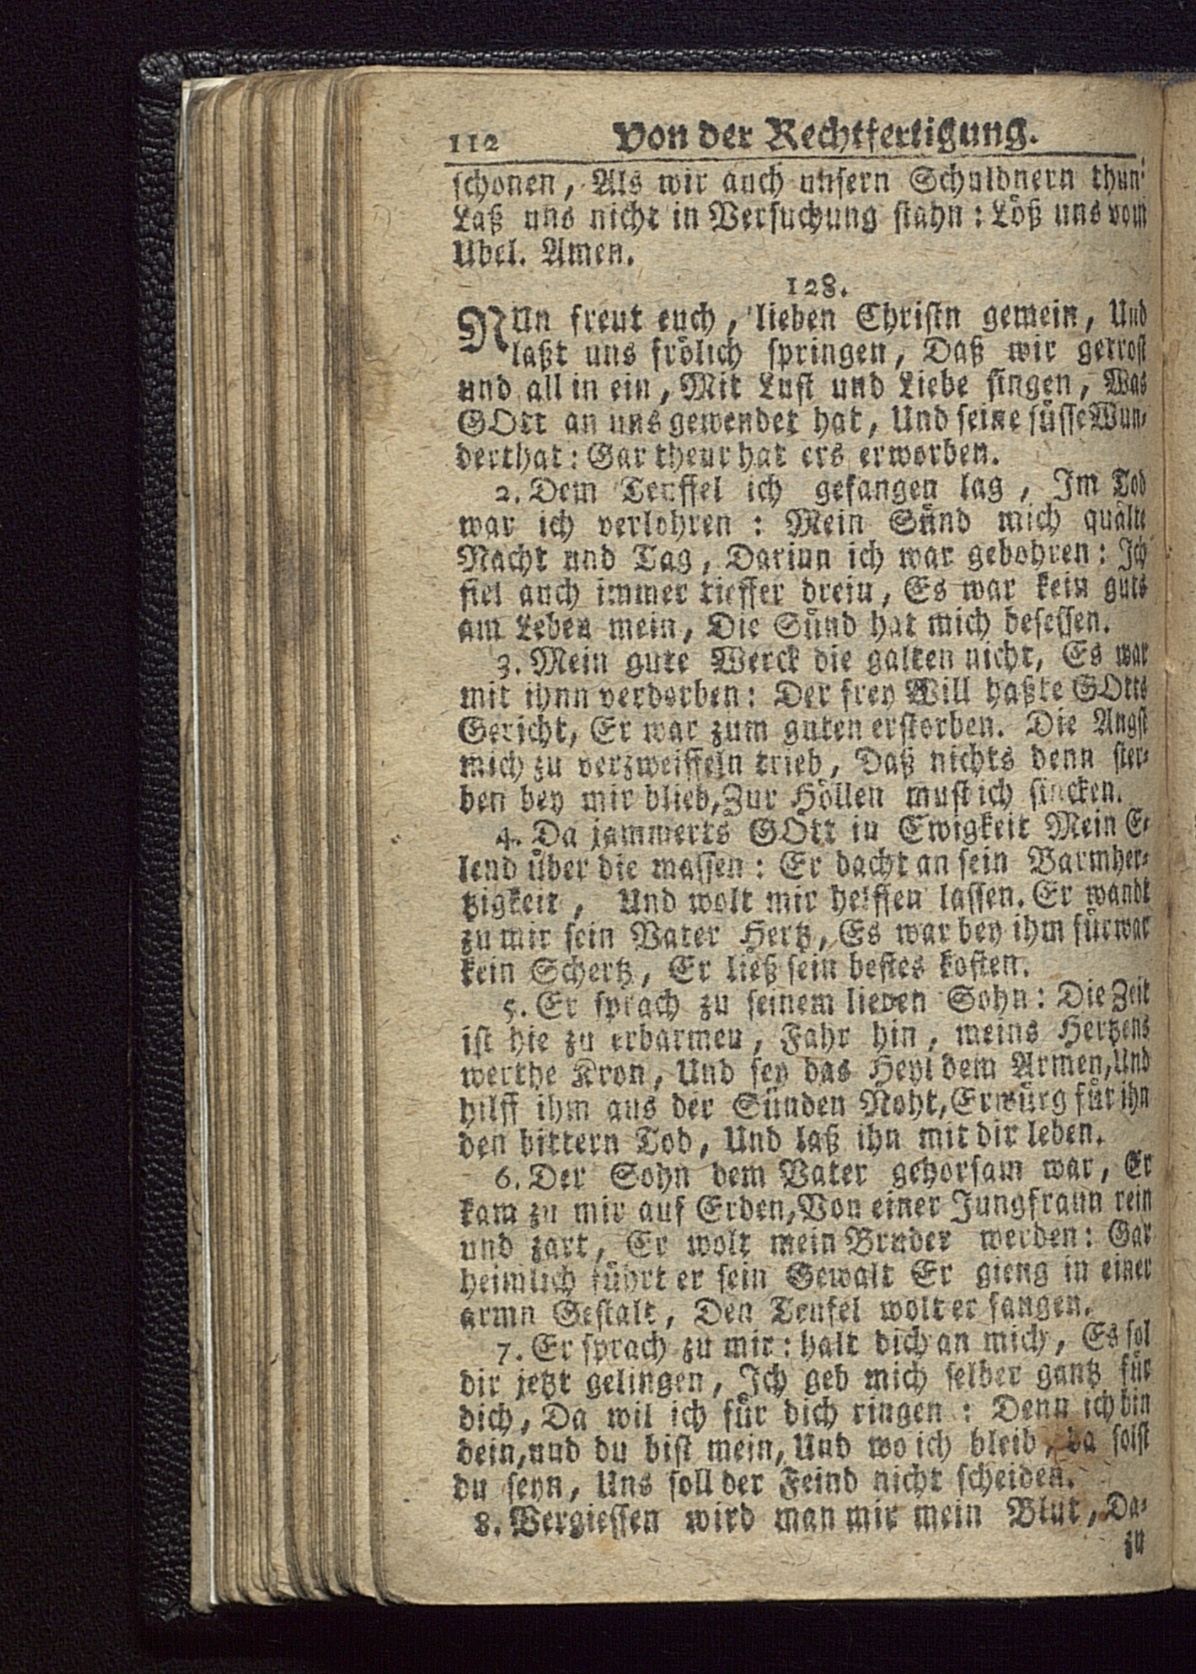 112 Von der Rechtfertigung.
schonen, Als wir auch unsern Schuldnern thun:
Laß uns nicht in Versuchung stahn: Löß uns vom
Ubel. Amen.
128.
NUn freut euch, lieben Christn gemein, Und
laßt uns frölich springen, Daß wir getrost
und all in ein, Mit Lust und Liebe singen, Was
GOtt an uns gewendet hat, Und seine süsse Wun-
derthat: Gar theur hat ers erworben.
2. Dem Teuffel ich gefangen lag, Im Tod
war ich verlohren: Mein Sünd mich quälte
Nacht und Tag, Darinn ich war gebohren: Ich
fiel auch immer tieffer drein, Es war kein guts
am Leben mein, Die Sünd hat mich besessen.
3. Mein gute Werck die galten nicht, Es war
mit ihnn verdorben: Der frey Will haßte GOtts
Gericht, Er war zum guten erstorben. Die Angst
mich zu verzweiffeln trieb, Daß nichts denn ster-
ben bey mir blieb, Zur Höllen must ich sincken.
4. Da jammerts GOtt in Ewigkeit Mein E-
lend über die massen: Er dacht an sein Barmher-
tzigkeit, Und wolt mir helffen lassen. Er wandt
zu mir sein Vater Hertz, Es war bey ihm fürwar
kein Schertz, Er ließ sein bestes kosten.
5. Er sprach zu seinem lieben Sohn: Die Zeit
ist hie zu erbarmen, Fahr hin, meins Hertzens
werthe Kron, Und sey das Heyl dem Armen, Und
hilff ihm aus der Sünden Noht, Erwürg für ihn
den bittern Tod, Und laß ihn mit dir leben.
6. Der Sohn dem Vater gehorsam war, Er
kam zu mir auf Erden, Von einer Jungfraun rein
und zart, Er wolt mein Bruder werden: Gar
heimlich führt er sein Gewalt Er gieng in einer
armn Gestalt, Den Teufel wolt er fangen.
7. Er sprach zu mir: halt dich an mich, Es sol
dir jetzt gelingen, Ich geb mich selber gantz für
dich, Da wil ich für dich ringen: Denn ich bin
dein, und du bist mein, Und wo ich bleib, da solst
du seyn, Uns soll der Feind nicht scheiden.
8. Vergiessen wird man mir mein Blut, Da-
zu